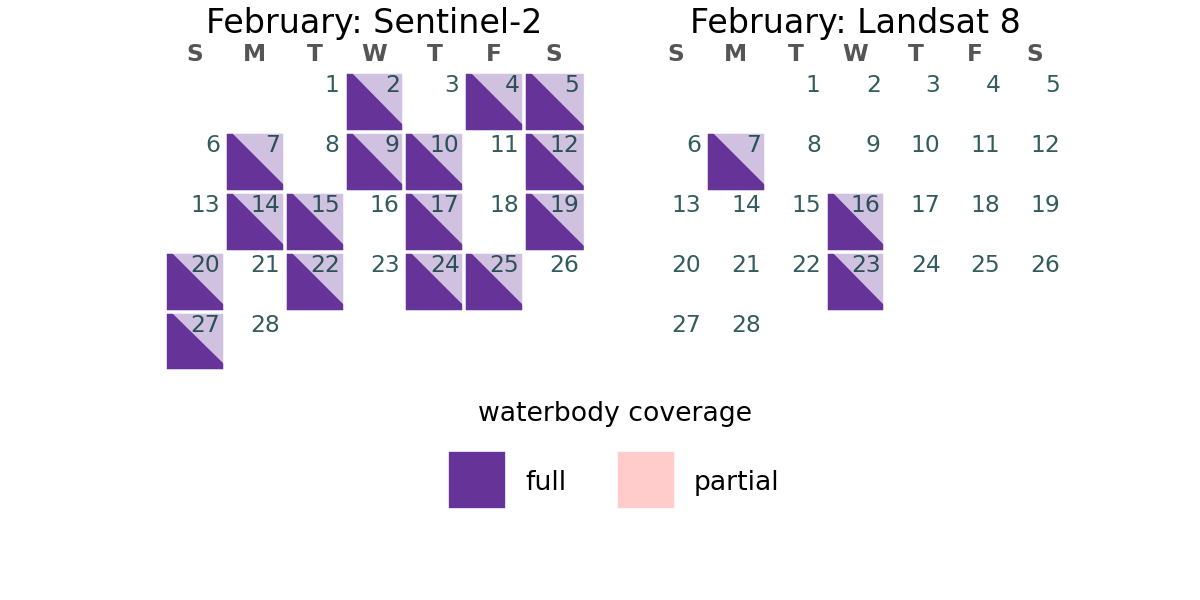 February: Sentinel-2
S M T W T F S
1 2 3 4 5
6 7 8 9 10 11 12
13 14 15 16 17 18 19
20 21 22 23 24 25 26
27 28
February: Landsat 8
S M T W T F S
1 2 3 4 5
6 7 8 9 10 11 12
13 14 15 16 17 18 19
20 21 22 23 24 25 26
27 28
waterbody coverage
full partial